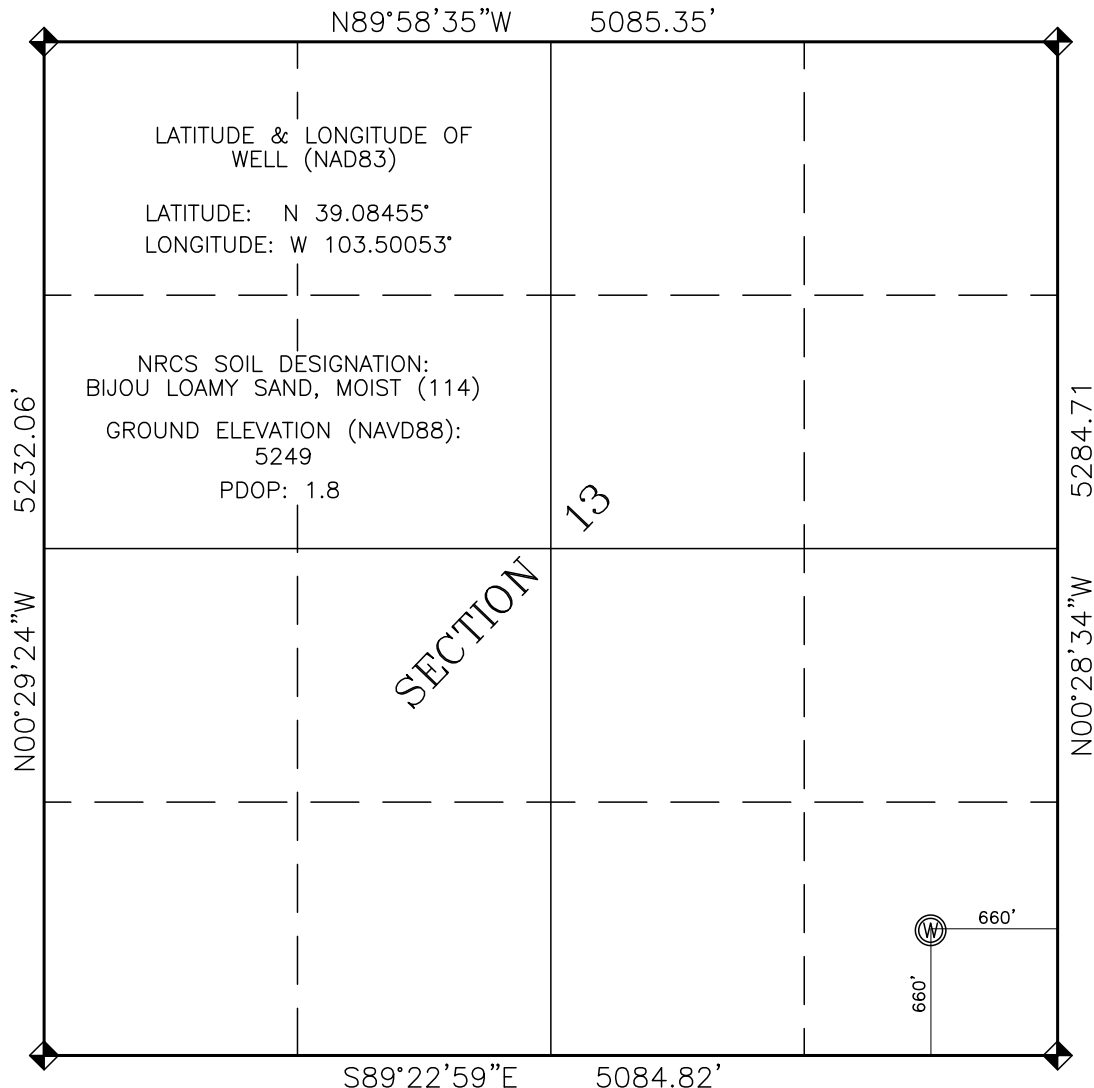 N89°58'35"W 5085.35'
LATITUDE & LONGITUDE OF
WELL (NAD83)
LATITUDE: N 39.08455°
LONGITUDE: W 103.50053°
NRCS SOIL DESIGNATION:
BIJOU LOAMY SAND, MOIST (114)
GROUND ELEVATION (NAVD88):
5249
PDOP: 1.8
N00°29'24"W 5232.06'
SECTION 13
N00°28'34"W 5284.71
W
660'
660'
S89°22'59"E 5084.82'